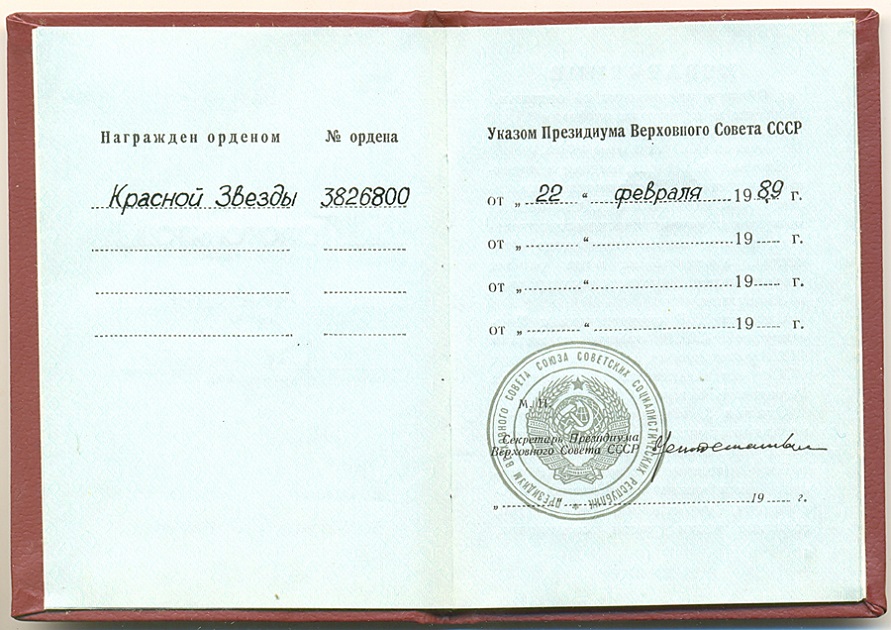 Награжден орденом № ордена
Красной Звезды 3826800
Указом Президиума Верховного Совета СССР
от „ 22 “ февраля 1989 г.
от „ “ 19 г.
от „ “ 19 г.
от „ “ 19 г.
ПРЕЗИДИУМ ВЕРХОВНОГО СОВЕТА СОЮЗА СОВЕТСКИХ СОЦИАЛИСТИЧЕСКИХ РЕСПУБЛИК
М. П.
Секретарь Президиума
Верховного Совета СССР
„ “ 19 г.